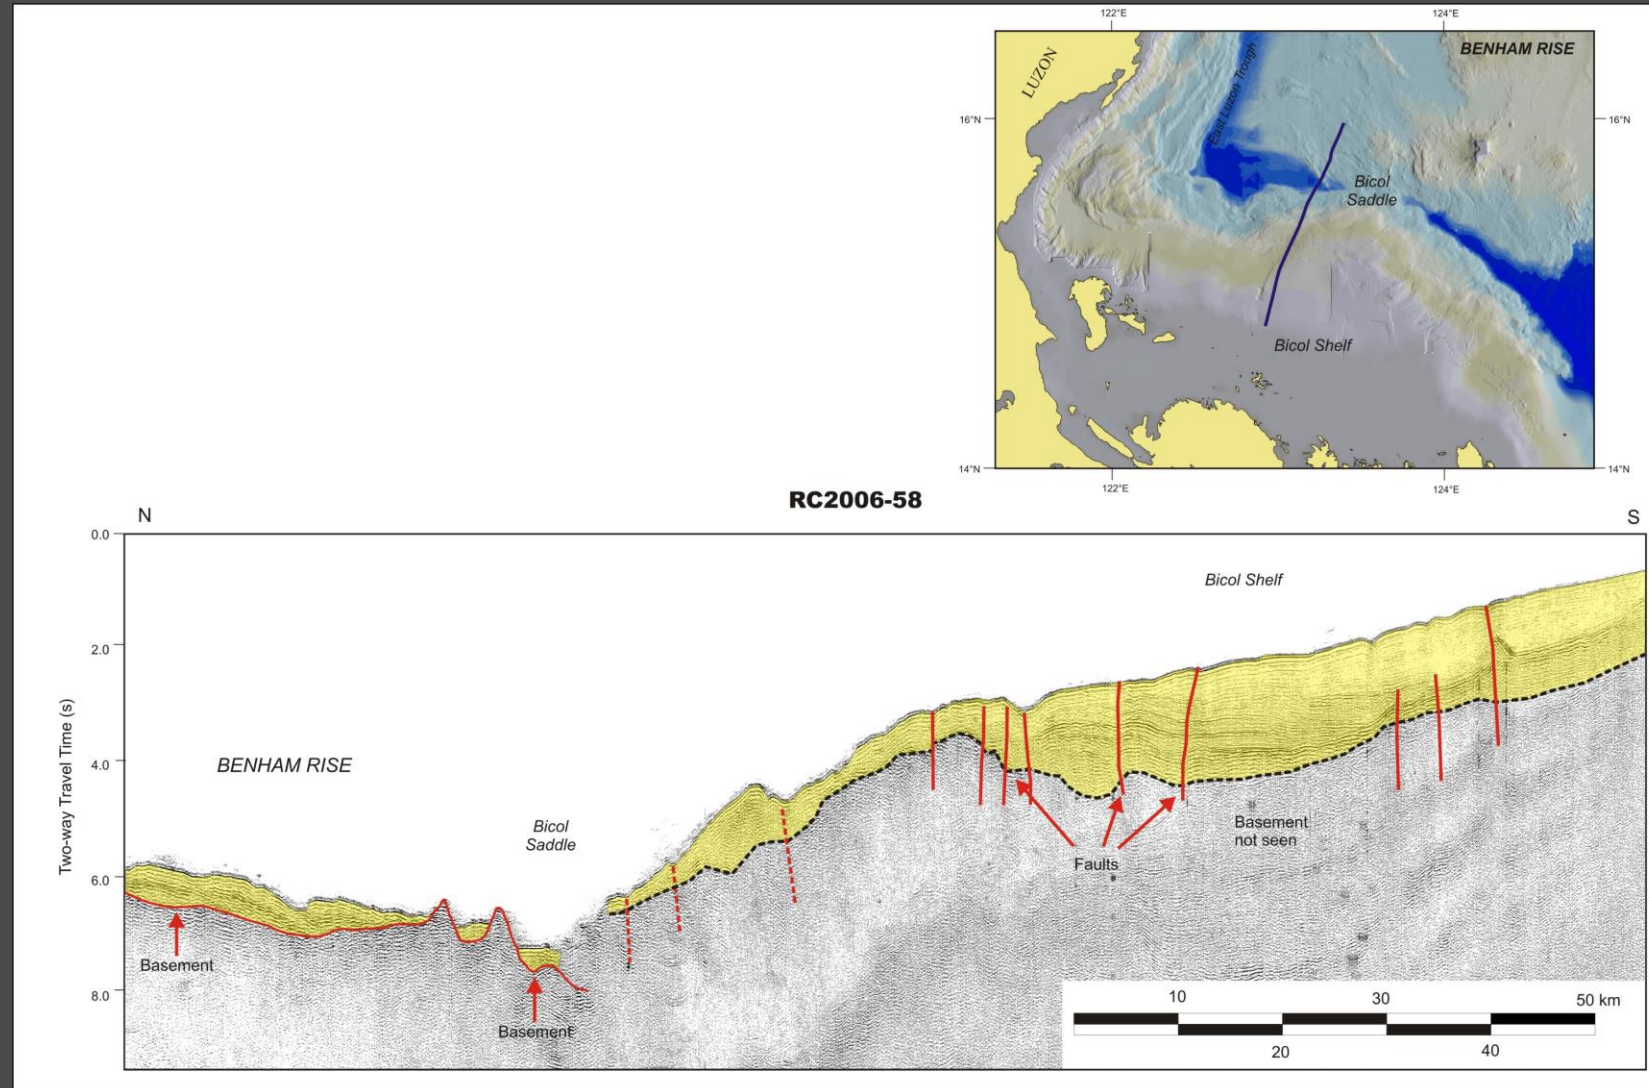 122°E
124°E
BENHAM RISE
LUZON
East Luzon Trough
16°N
16°N
Bicol
Saddle
Bicol Shelf
14°N
14°N
122°E
124°E
RC2006-58
N
S
0.0
2.0
4.0
6.0
8.0
Two-way Travel Time (s)
Bicol Shelf
BENHAM RISE
Bicol
Saddle
Basement
not seen
Faults
Basement
Basement
10
30
50 km
20
40